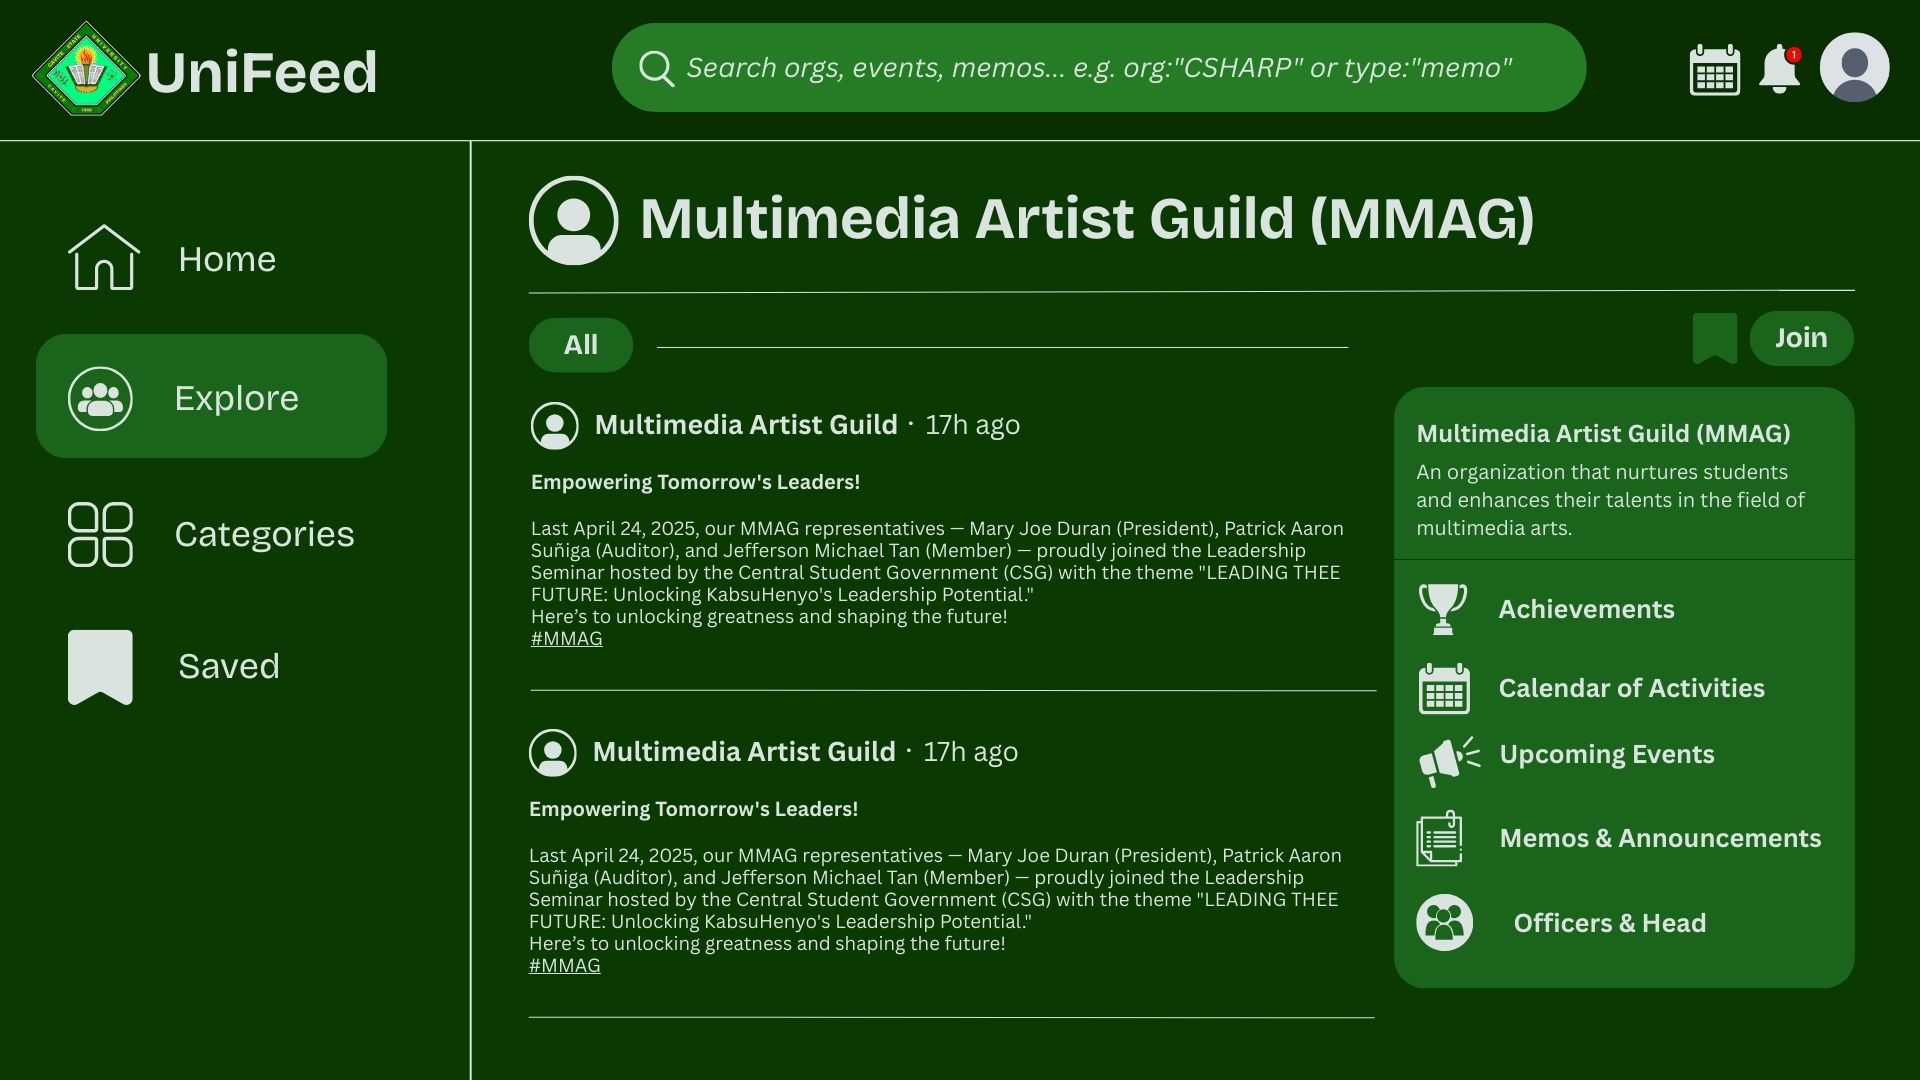 CAVITE STATE UNIVERSITY
CAVITE
1906
PHILIPPINES
UniFeed
Search orgs, events, memos... e.g. org:"CSHARP" or type:"memo"
1
Home
Explore
Categories
Saved
Multimedia Artist Guild (MMAG)
All
Join
Multimedia Artist Guild · 17h ago
Empowering Tomorrow's Leaders!
Last April 24, 2025, our MMAG representatives — Mary Joe Duran (President), Patrick Aaron
Suñiga (Auditor), and Jefferson Michael Tan (Member) — proudly joined the Leadership
Seminar hosted by the Central Student Government (CSG) with the theme "LEADING THEE
FUTURE: Unlocking KabsuHenyo's Leadership Potential."
Here’s to unlocking greatness and shaping the future!
#MMAG
Multimedia Artist Guild · 17h ago
Empowering Tomorrow's Leaders!
Last April 24, 2025, our MMAG representatives — Mary Joe Duran (President), Patrick Aaron
Suñiga (Auditor), and Jefferson Michael Tan (Member) — proudly joined the Leadership
Seminar hosted by the Central Student Government (CSG) with the theme "LEADING THEE
FUTURE: Unlocking KabsuHenyo's Leadership Potential."
Here’s to unlocking greatness and shaping the future!
#MMAG
Multimedia Artist Guild (MMAG)
An organization that nurtures students
and enhances their talents in the field of
multimedia arts.
Achievements
Calendar of Activities
Upcoming Events
Memos & Announcements
Officers & Head